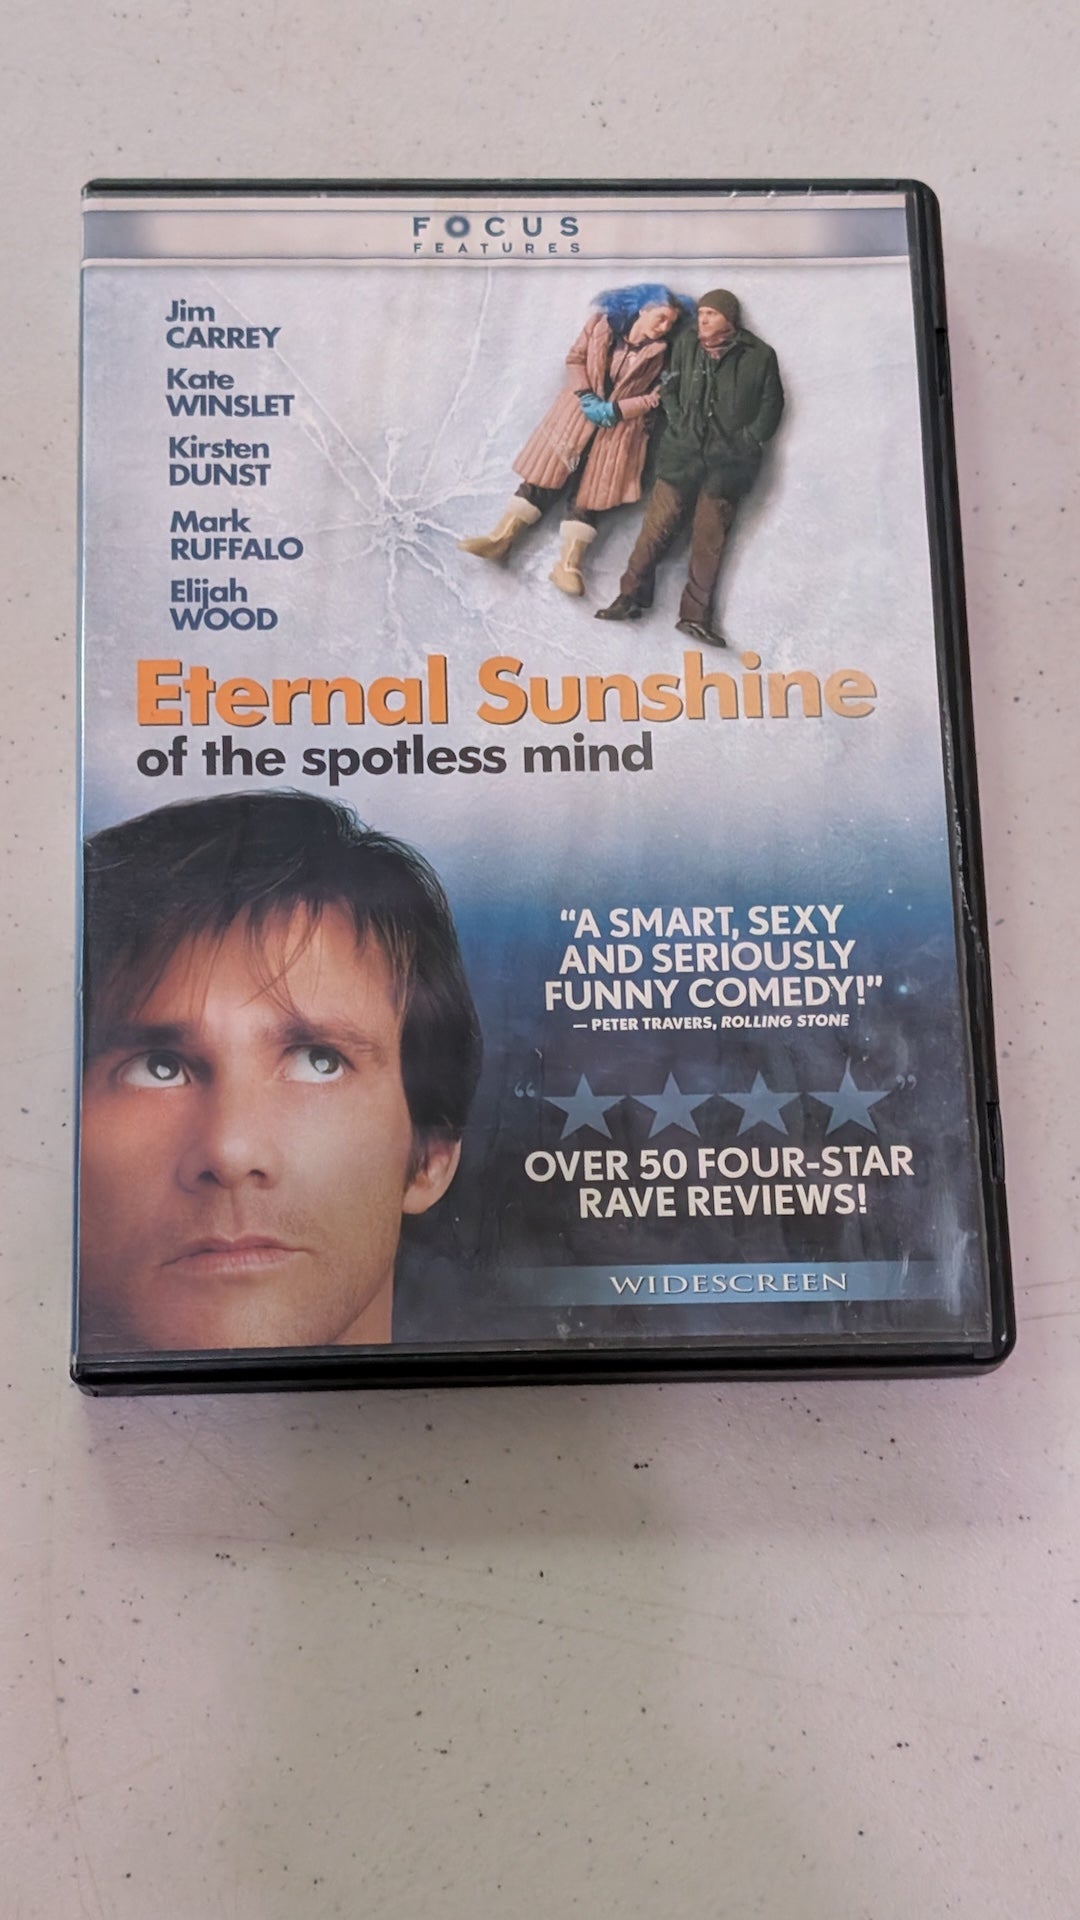 FOCUS
FEATURES
Jim
CARREY
Kate
WINSLET
Kirsten
DUNST
Mark
RUFFALO
Elijah
WOOD
Eternal Sunshine
of the spotless mind
“A SMART, SEXY
AND SERIOUSLY
FUNNY COMEDY!”
– PETER TRAVERS, ROLLING STONE
“★★★★”
OVER 50 FOUR-STAR
RAVE REVIEWS!
WIDESCREEN